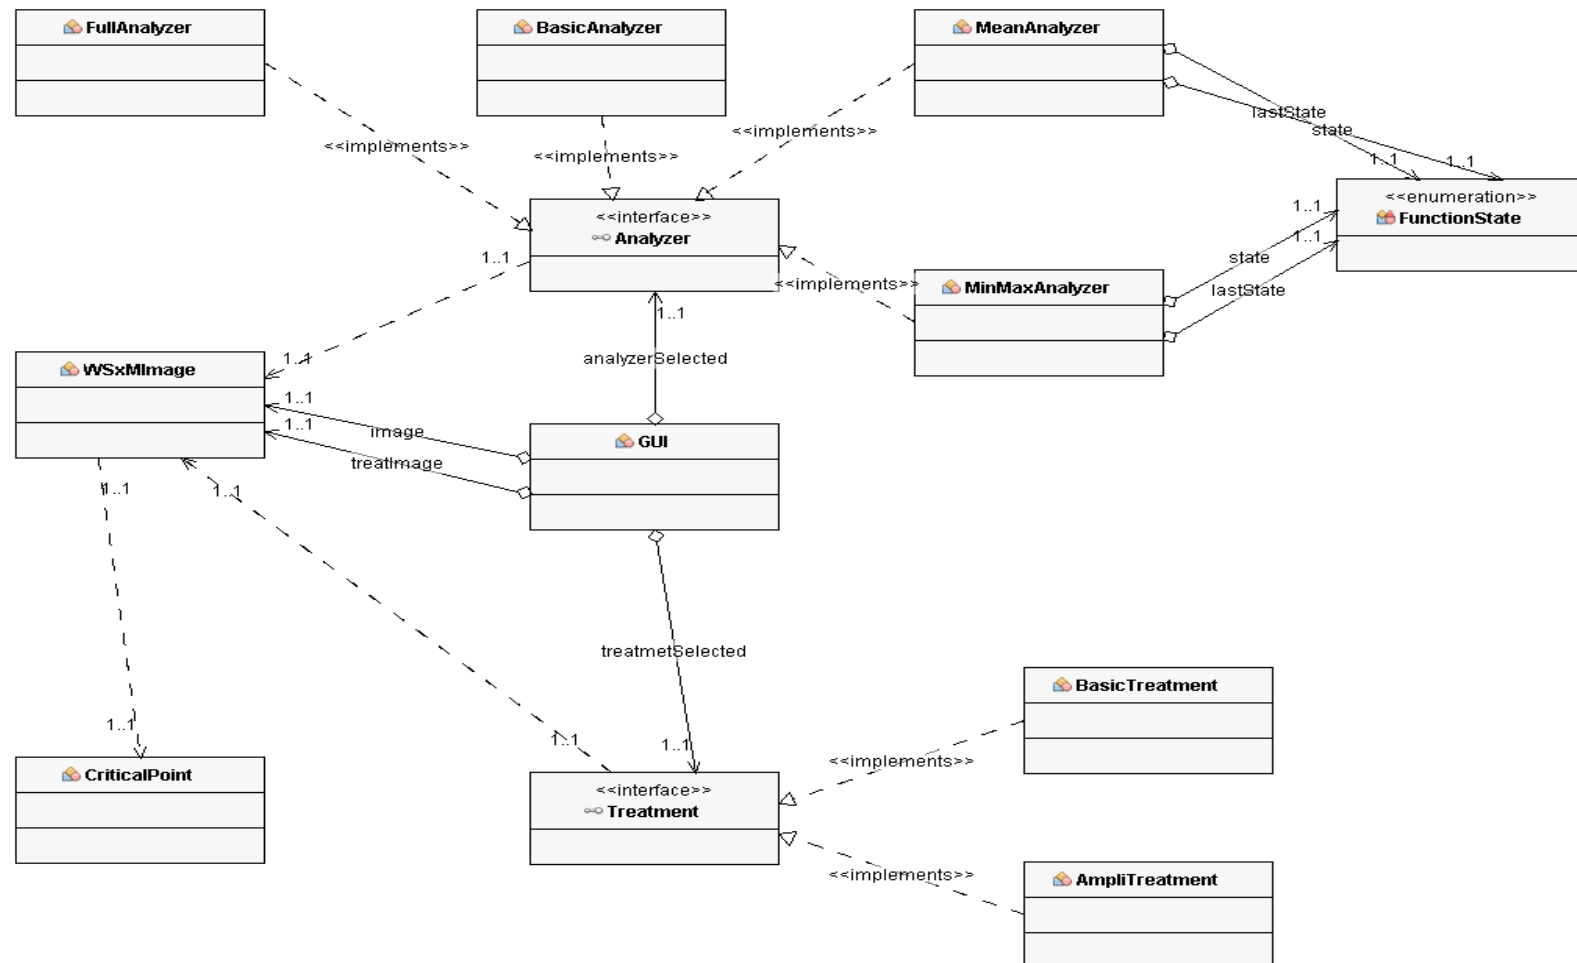 FullAnalyzer
BasicAnalyzer
MeanAnalyzer
<<implements>>
<<implements>>
<<implements>>
lastState
state
1..1
1..1
<<interface>>
Analyzer
<<enumeration>>
FunctionState
1..1
1..1
1..1
state
lastState
<<implements>>
MinMaxAnalyzer
1..1
analyzerSelected
1..1
WSxMImage
1..1
1..1
image
treatImage
GUI
1..1
1..1
treatmetSelected
1..1
1..1
1..1
CriticalPoint
<<interface>>
Treatment
BasicTreatment
<<implements>>
<<implements>>
AmpliTreatment